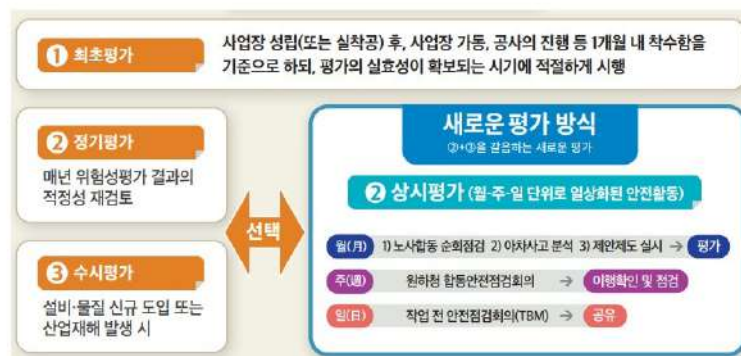 ① 최초평가
사업장 성립(또는 실착공) 후, 사업장 가동, 공사의 진행 등 1개월 내 착수함을
기준으로 하되, 평가의 실효성이 확보되는 시기에 적절하게 시행
② 정기평가
매년 위험성평가 결과의
적정성 재검토
③ 수시평가
설비·물질 신규 도입 또는
산업재해 발생 시
선택
새로운 평가 방식
②+③을 갈음하는 새로운 평가
② 상시평가 (월·주·일 단위로 일상화된 안전활동)
월(月) 1) 노사합동 순회점검 2) 아차사고 분석 3) 제안제도 실시 → 평가
주(週) 원하청 합동안전점검회의 → 이행확인 및 점검
일(日) 작업 전 안전점검회의(TBM) → 공유